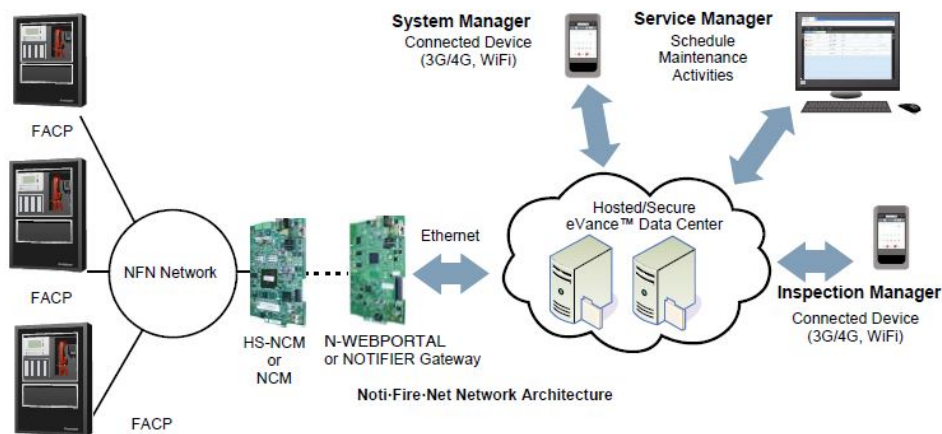 System Manager
Connected Device
(3G/4G, WiFi)
Service Manager
Schedule
Maintenance
Activities
FACP
FACP
FACP
NFN Network
HS-NCM
or
NCM
N-WEBPORTAL
or NOTIFIER Gateway
Ethernet
Hosted/Secure
eVance™ Data Center
Inspection Manager
Connected Device
(3G/4G, WiFi)
Noti·Fire·Net Network Architecture